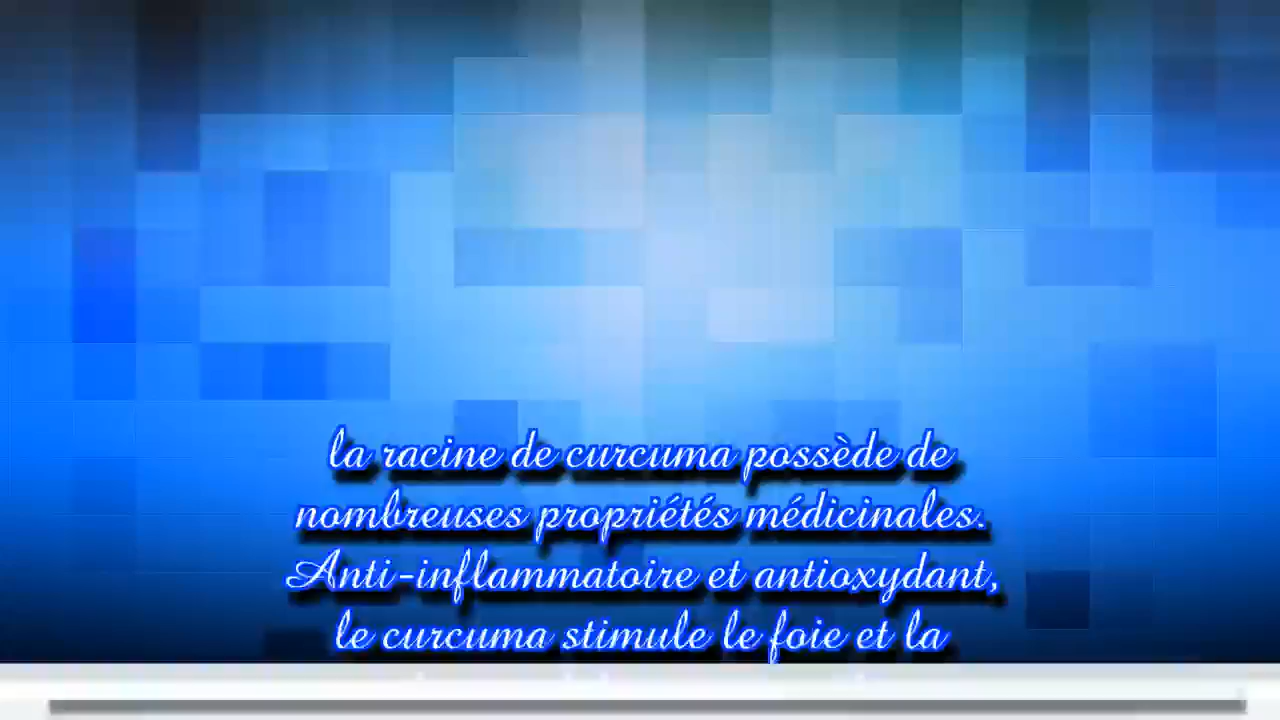 la racine de curcuma possède de
nombreuses propriétés médicinales.
Anti-inflammatoire et antioxydant,
le curcuma stimule le foie et la